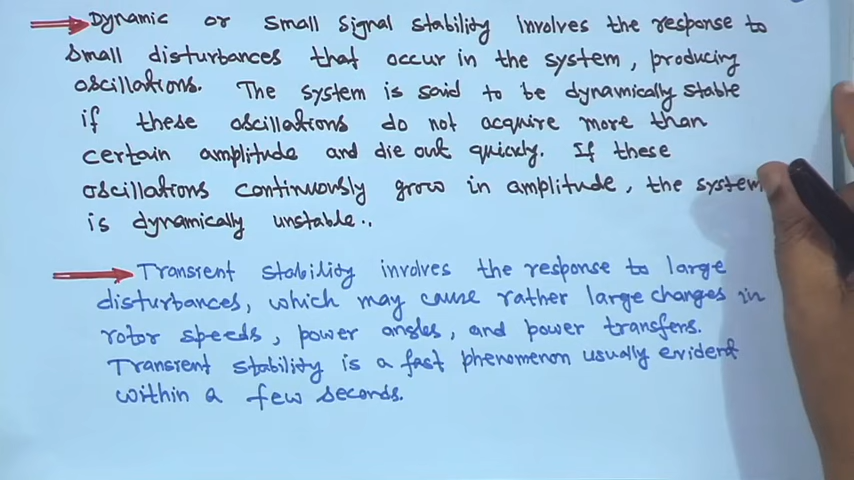 Dynamic or small signal stability involves the response to
small disturbances that occur in the system, producing
oscillations. The system is said to be dynamically stable
if these oscillations do not acquire more than
certain amplitude and die out quickly. If these
oscillations continuously grow in amplitude, the system
is dynamically unstable..
Transient stability involves the response to large
disturbances, which may cause rather large changes in
rotor speeds, power angles, and power transfers.
Transient stability is a fast phenomenon usually evident
within a few seconds.